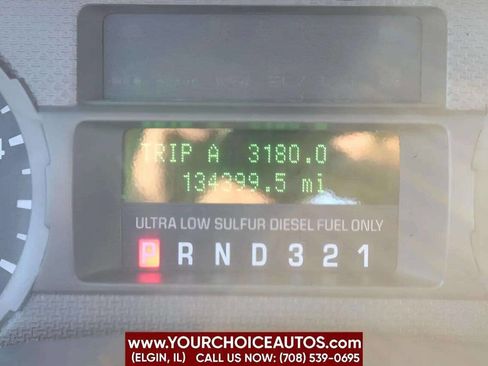 TRIP A 3180.0
134399.5 mi
ULTRA LOW SULFUR DIESEL FUEL ONLY
P R N D 3 2 1
WWW.YOURCHOICEAUTOS.COM
(ELGIN, IL) CALL US NOW: (708) 539-0695